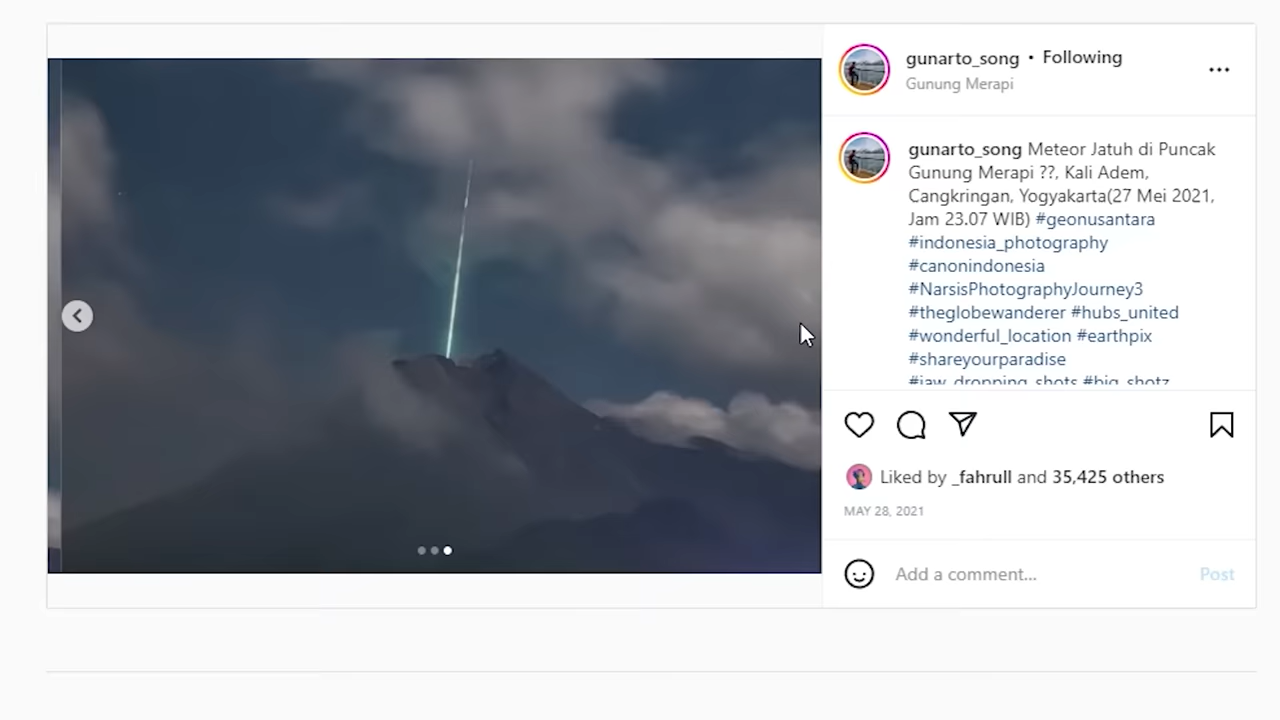 gunarto_song • Following
Gunung Merapi
gunarto_song Meteor Jatuh di Puncak
Gunung Merapi ??, Kali Adem,
Cangkringan, Yogyakarta(27 Mei 2021,
Jam 23.07 WIB) #geonusantara
#indonesia_photography
#canonindonesia
#NarsisPhotographyJourney3
#theglobewanderer #hubs_united
#wonderful_location #earthpix
#shareyourparadise
#jaw_dropping_shots #big_shotz
Liked by _fahrull and 35,425 others
MAY 28, 2021
Add a comment... Post